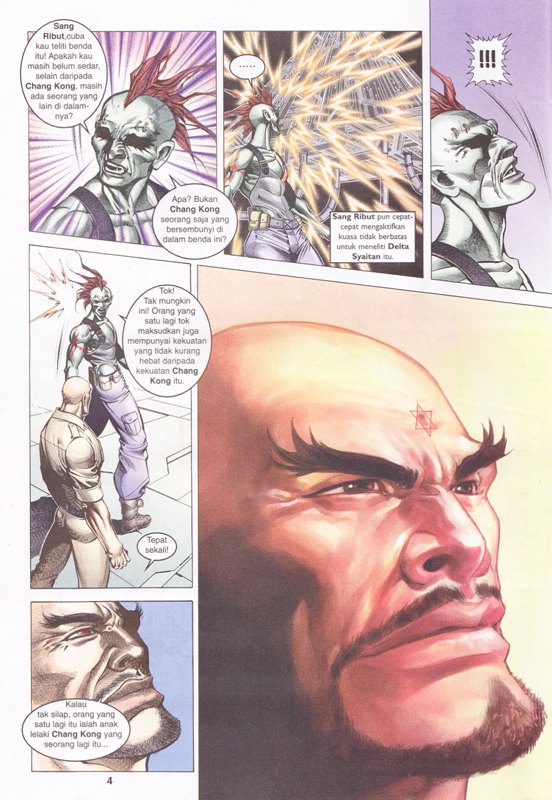 Sang
Ribut,cuba
kau teliti benda
itu! Apakah kau
masih belum sedar,
selain daripada
Chang Kong, masih
ada seorang yang
lain di dalam-
nya?
Apa? Bukan
Chang Kong
seorang saja yang
bersembunyi di
dalam benda ini?
.....
Sang Ribut pun cepat-
cepat mengaktifkan
kuasa tidak berbatas
untuk meneliti Delta
Syaitan itu.
!!!
Tok!
Tak mungkin
ini! Orang yang
satu lagi tok
maksudkan juga
mempunyai kekuatan
yang tidak kurang
hebat daripada
kekuatan Chang
Kong itu.
Tepat
sekali!
Kalau
tak silap, orang yang
satu lagi itu ialah anak
lelaki Chang Kong yang
seorang lagi itu...
4